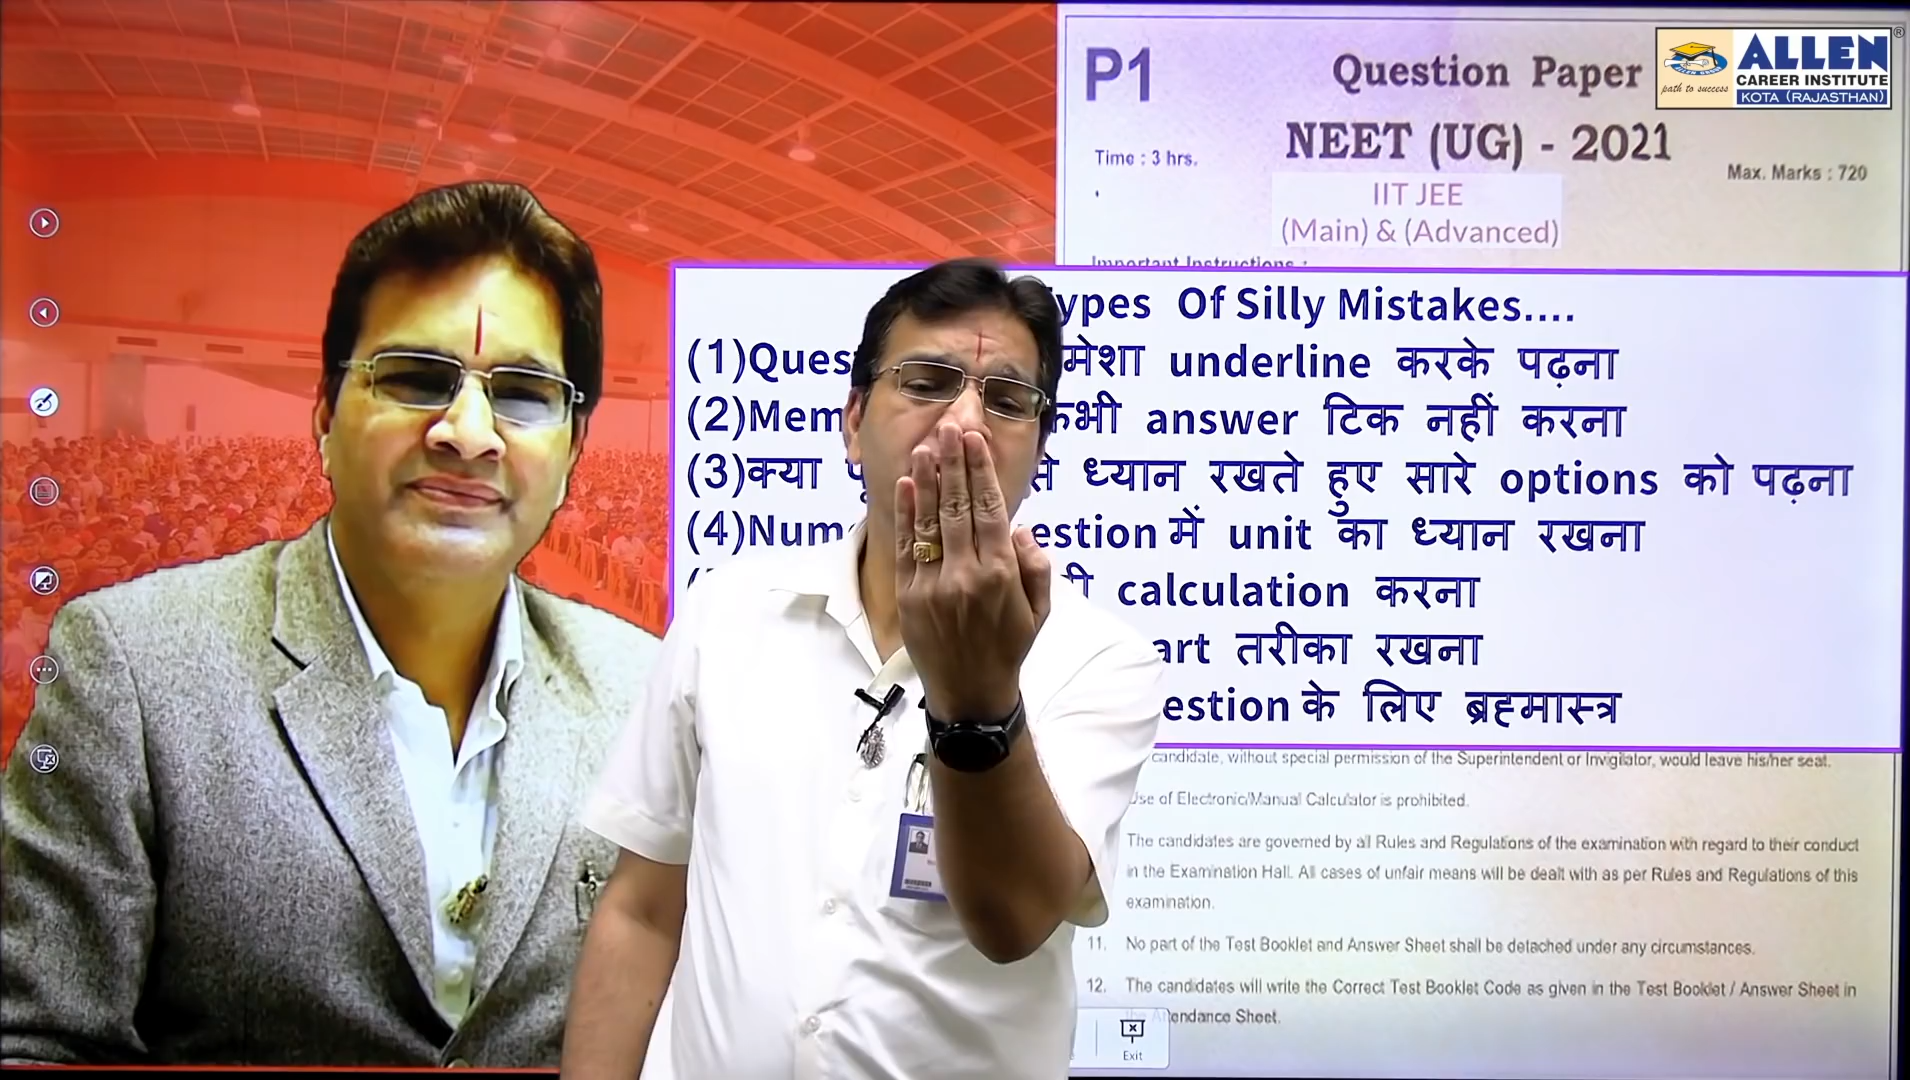 P1
Question Paper
ALLEN
CAREER INSTITUTE
KOTA (RAJASTHAN)
path to success
®
NEET (UG) - 2021
Time : 3 hrs.
Max. Marks : 720
IIT JEE
(Main) & (Advanced)
Important Instructions :
ypes Of Silly Mistakes....
(1)Ques मेशा underline करके पढ़ना
(2)Mem कभी answer टिक नहीं करना
(3)क्या से ध्यान रखते हुए सारे options को पढ़ना
(4)Num estion में unit का ध्यान रखना
calculation करना
art तरीका रखना
estion के लिए ब्रह्मास्त्र
candidate, without special permission of the Superintendent or Invigilator, would leave his/her seat.
Use of Electronic/Manual Calculator is prohibited.
The candidates are governed by all Rules and Regulations of the examination with regard to their conduct
in the Examination Hall. All cases of unfair means will be dealt with as per Rules and Regulations of this
examination.
11. No part of the Test Booklet and Answer Sheet shall be detached under any circumstances.
12. The candidates will write the Correct Test Booklet Code as given in the Test Booklet / Answer Sheet in
the Attendance Sheet.
Exit